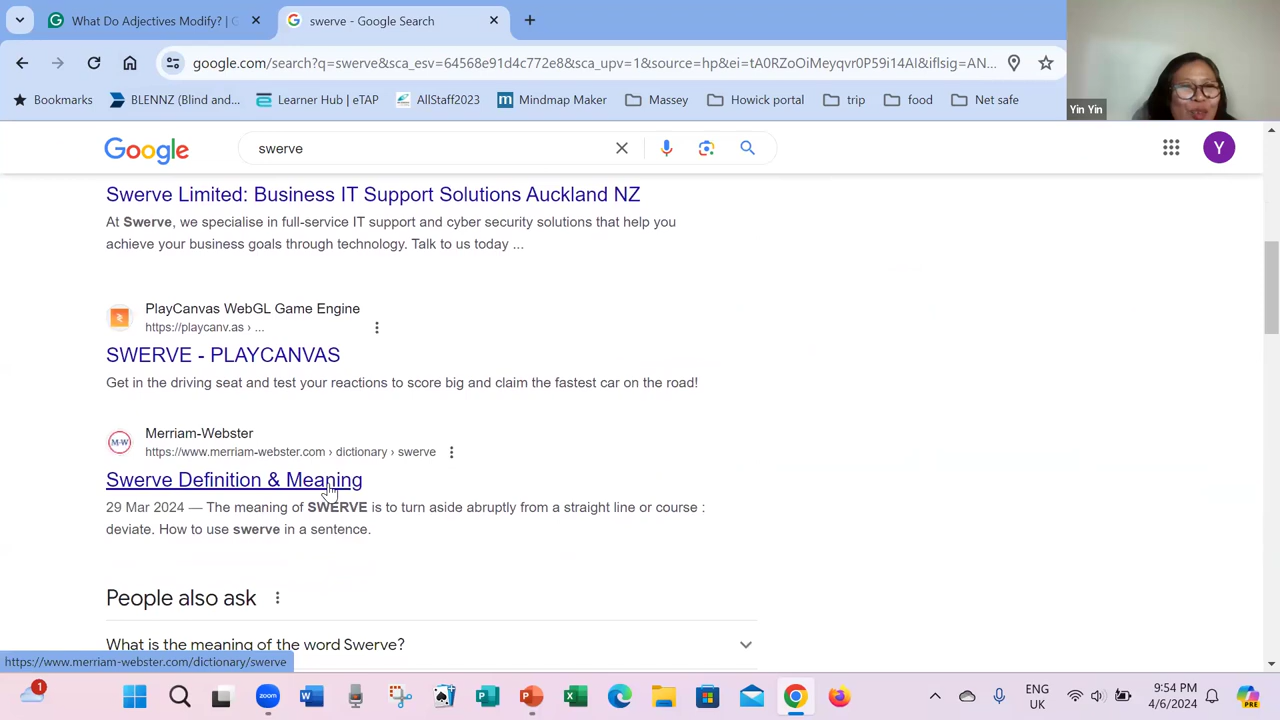 What Do Adjectives Modify? | G
swerve - Google Search
google.com/search?q=swerve&sca_esv=64568e91d4c772e8&sca_upv=1&source=hp&ei=tA0RZoOiMeyqvr0P59i14AI&iflsig=AN...
Bookmarks
BLENNZ (Blind and...
Learner Hub | eTAP
AllStaff2023
Mindmap Maker
Massey
Howick portal
trip
food
Net safe
Yin Yin
Google
swerve
Y
Swerve Limited: Business IT Support Solutions Auckland NZ
At Swerve, we specialise in full-service IT support and cyber security solutions that help you
achieve your business goals through technology. Talk to us today ...
PlayCanvas WebGL Game Engine
https://playcanv.as › ...
SWERVE - PLAYCANVAS
Get in the driving seat and test your reactions to score big and claim the fastest car on the road!
M-W
Merriam-Webster
https://www.merriam-webster.com › dictionary › swerve
Swerve Definition & Meaning
29 Mar 2024 — The meaning of SWERVE is to turn aside abruptly from a straight line or course :
deviate. How to use swerve in a sentence.
People also ask
What is the meaning of the word Swerve?
https://www.merriam-webster.com/dictionary/swerve
1
zoom
ENG
UK
9:54 PM
4/6/2024
PRE